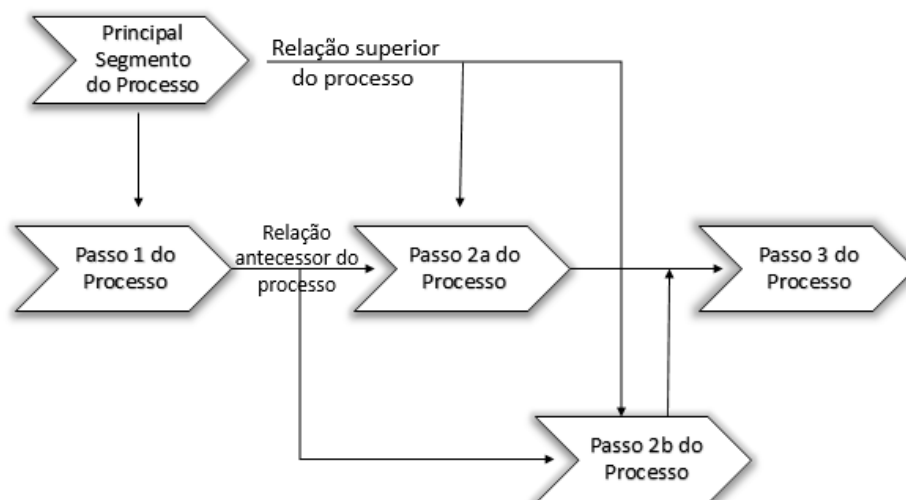 Principal
Segmento
do Processo
Relação superior
do processo
Passo 1 do
Processo
Relação
antecessor do
processo
Passo 2a do
Processo
Passo 3 do
Processo
Passo 2b do
Processo